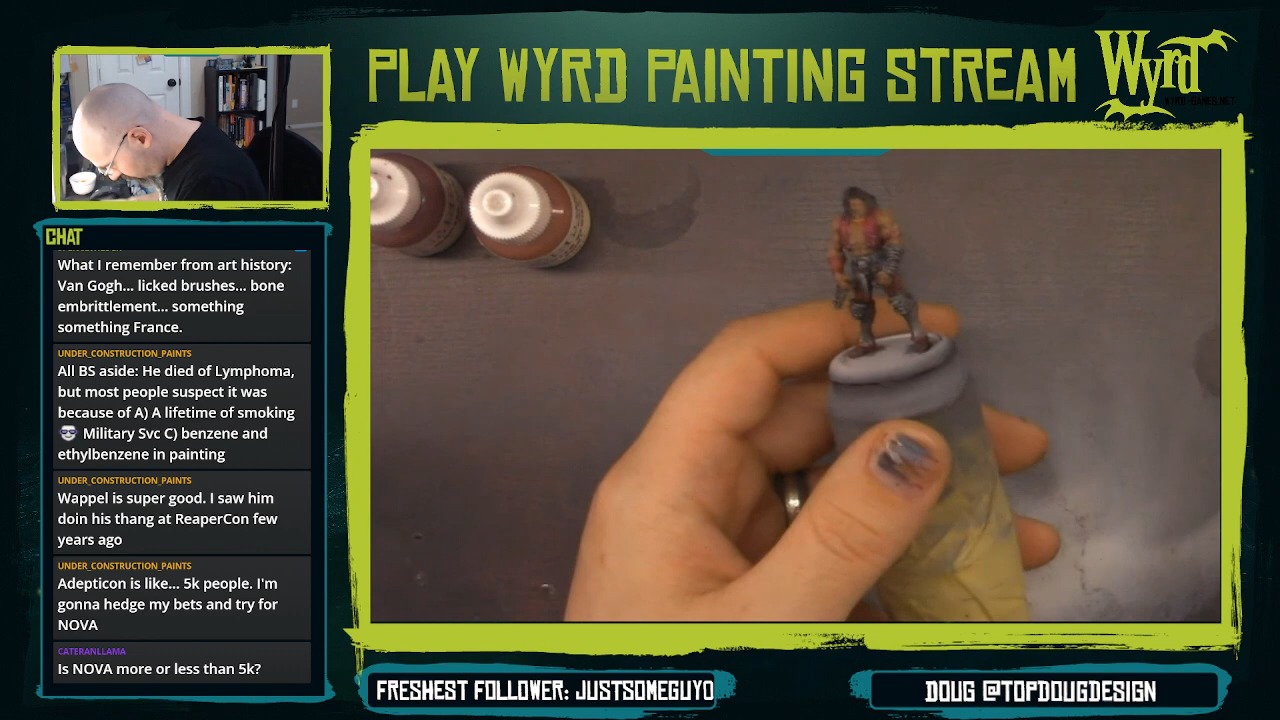 PLAY WYRD PAINTING STREAM
Wyrd
WYRD-GAMES.NET
CHAT
What I remember from art history:
Van Gogh... licked brushes... bone
embrittlement... something
something France.
UNDER_CONSTRUCTION_PAINTS
All BS aside: He died of Lymphoma,
but most people suspect it was
because of A) A lifetime of smoking
😎 Military Svc C) benzene and
ethylbenzene in painting
UNDER_CONSTRUCTION_PAINTS
Wappel is super good. I saw him
doin his thang at ReaperCon few
years ago
UNDER_CONSTRUCTION_PAINTS
Adepticon is like... 5k people. I'm
gonna hedge my bets and try for
NOVA
CATERANLLAMA
Is NOVA more or less than 5k?
FRESHEST FOLLOWER: JUSTSOMEGUYO
DOUG @TOPDOUGDESIGN